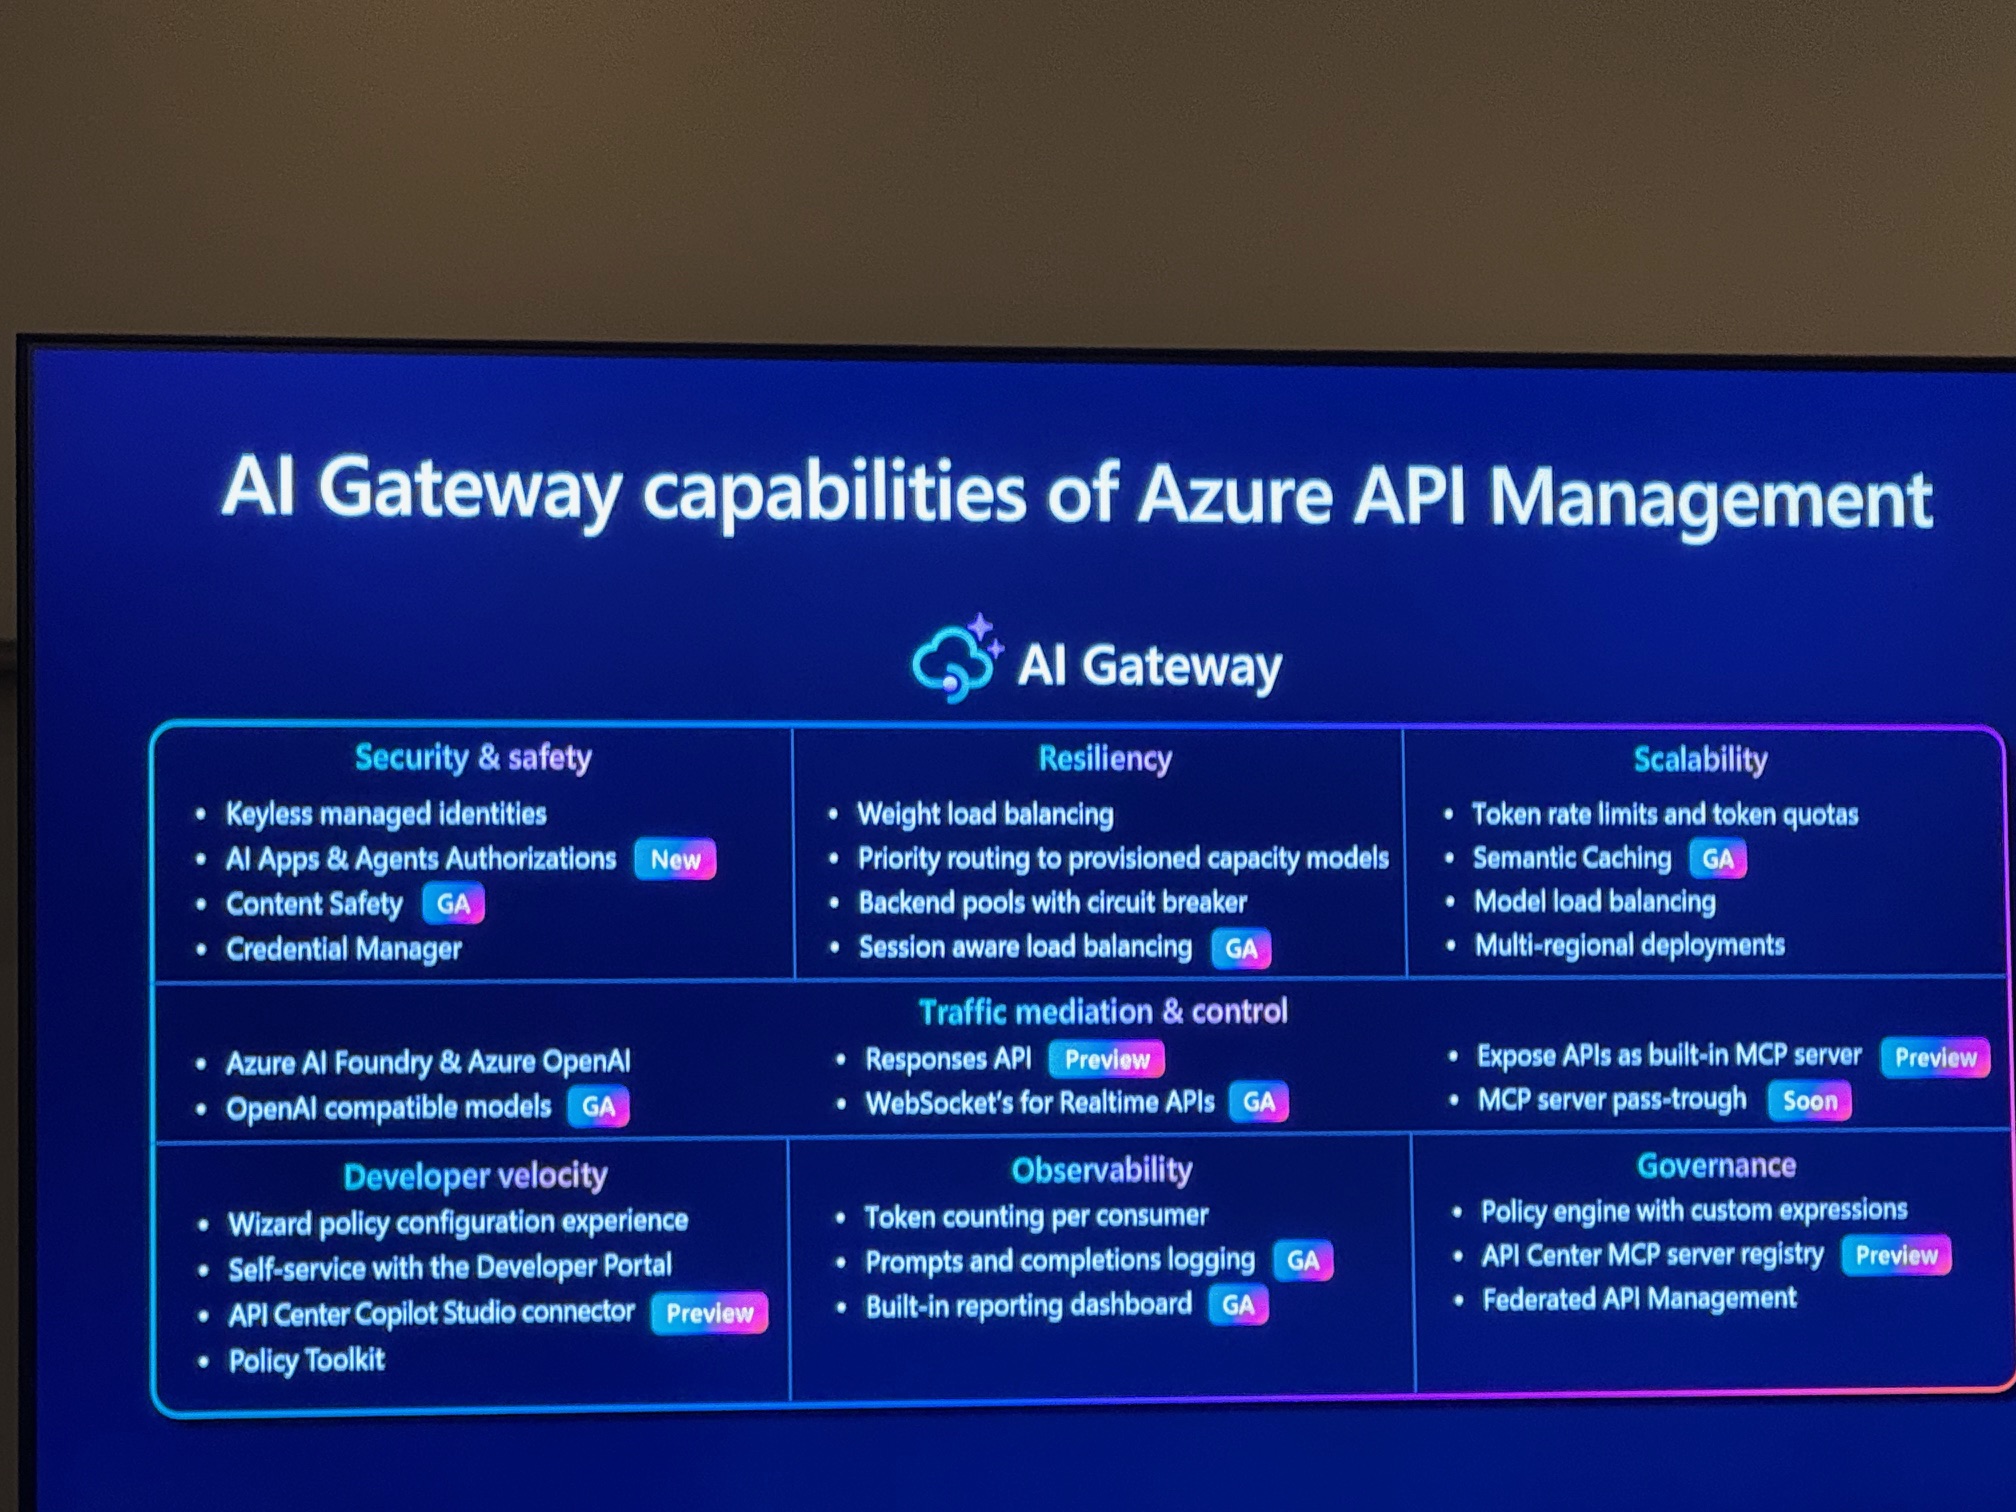 AI Gateway capabilities of Azure API Management
AI Gateway
Security & safety
• Keyless managed identities
• AI Apps & Agents Authorizations New
• Content Safety GA
• Credential Manager
Resiliency
• Weight load balancing
• Priority routing to provisioned capacity models
• Backend pools with circuit breaker
• Session aware load balancing GA
Scalability
• Token rate limits and token quotas
• Semantic Caching GA
• Model load balancing
• Multi-regional deployments
Traffic mediation & control
• Azure AI Foundry & Azure OpenAI
• OpenAI compatible models GA
• Responses API Preview
• WebSocket's for Realtime APIs GA
• Expose APIs as built-in MCP server Preview
• MCP server pass-trough Soon
Developer velocity
• Wizard policy configuration experience
• Self-service with the Developer Portal
• API Center Copilot Studio connector Preview
• Policy Toolkit
Observability
• Token counting per consumer
• Prompts and completions logging GA
• Built-in reporting dashboard GA
Governance
• Policy engine with custom expressions
• API Center MCP server registry Preview
• Federated API Management